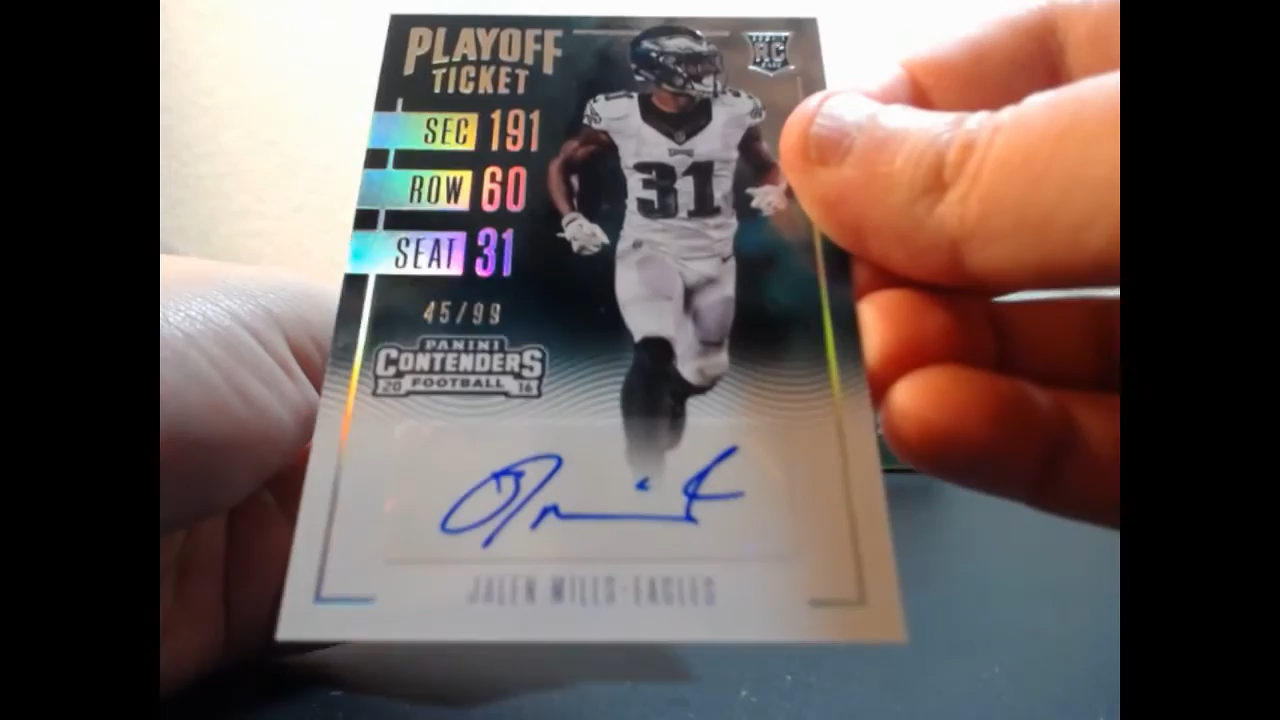 PLAYOFF
TICKET
RC
SEC 191
ROW 60
SEAT 31
31
45/99
PANINI
CONTENDERS
20 FOOTBALL 16
JALEN MILLS-EAGLES